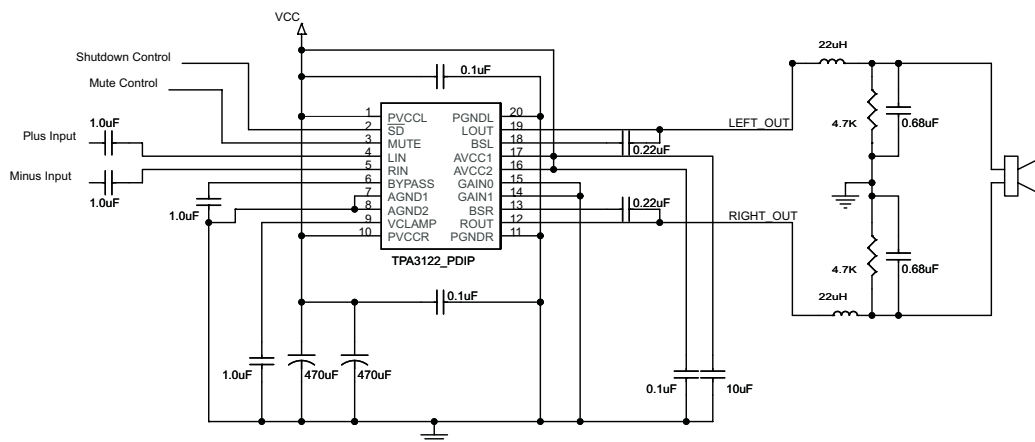 VCC
Shutdown Control
Mute Control
0.1uF
22uH
1.0uF
Plus Input
Minus Input
1.0uF
1.0uF
1 PVCCL PGNDL 20
2 SD LOUT 19
3 MUTE BSL 18
4 LIN AVCC1 17
5 RIN AVCC2 16
6 BYPASS GAIN0 15
7 AGND1 GAIN1 14
8 AGND2 BSR 13
9 VCLAMP ROUT 12
10 PVCCR PGNDR 11
TPA3122_PDIP
LEFT_OUT
0.22uF
4.7K
0.68uF
0.22uF
RIGHT_OUT
4.7K
0.68uF
22uH
0.1uF
1.0uF
470uF
470uF
0.1uF
10uF